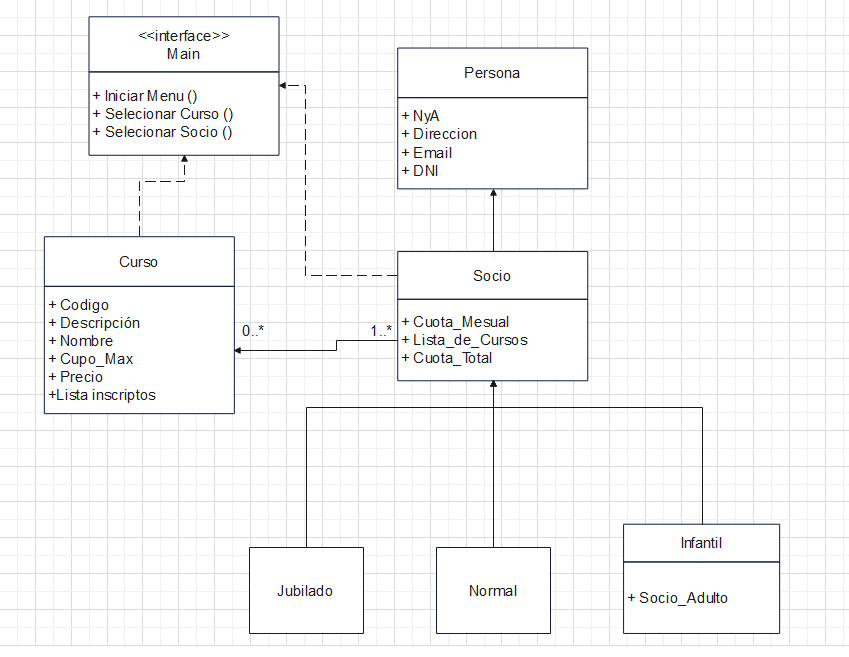 <<interface>>
Main
+ Iniciar Menu ()
+ Selecionar Curso ()
+ Selecionar Socio ()
Persona
+ NyA
+ Direccion
+ Email
+ DNI
Curso
+ Codigo
+ Descripción
+ Nombre
+ Cupo_Max
+ Precio
+Lista inscriptos
0..*
1..*
Socio
+ Cuota_Mesual
+ Lista_de_Cursos
+ Cuota_Total
Jubilado
Normal
Infantil
+ Socio_Adulto